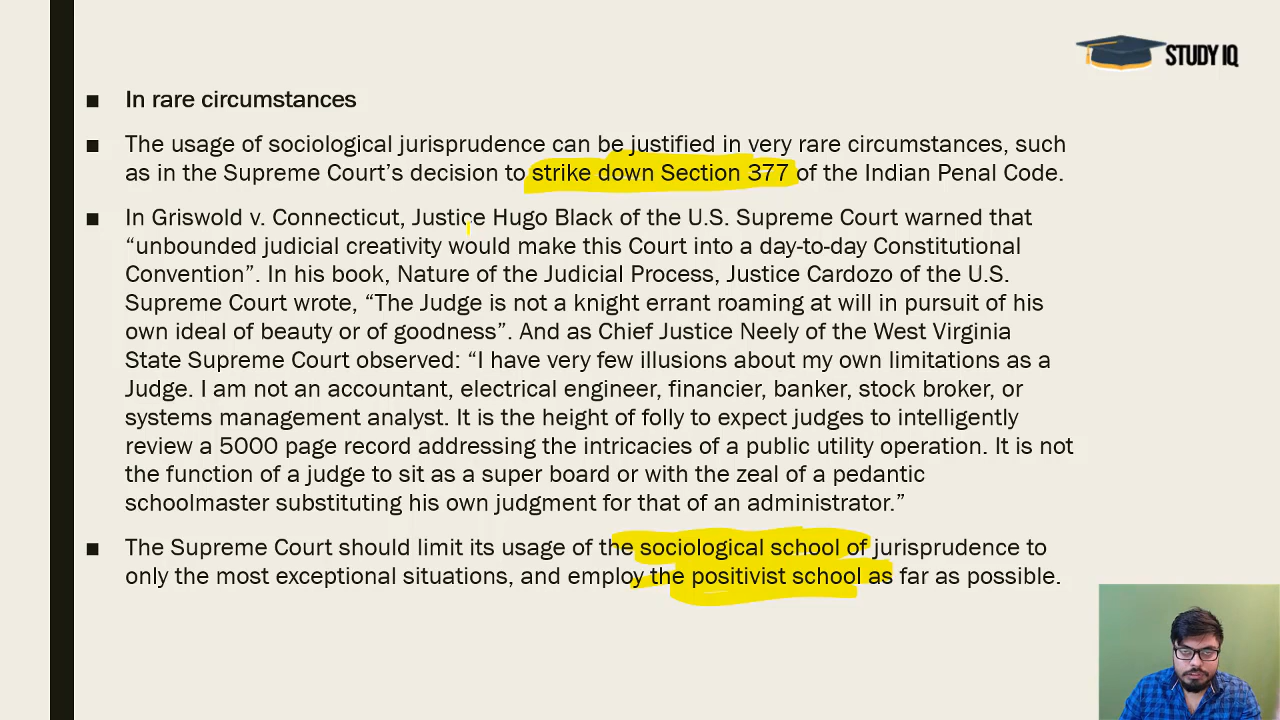 STUDY IQ
In rare circumstances
The usage of sociological jurisprudence can be justified in very rare circumstances, such
as in the Supreme Court’s decision to strike down Section 377 of the Indian Penal Code.
In Griswold v. Connecticut, Justice Hugo Black of the U.S. Supreme Court warned that
“unbounded judicial creativity would make this Court into a day-to-day Constitutional
Convention”. In his book, Nature of the Judicial Process, Justice Cardozo of the U.S.
Supreme Court wrote, “The Judge is not a knight errant roaming at will in pursuit of his
own ideal of beauty or of goodness”. And as Chief Justice Neely of the West Virginia
State Supreme Court observed: “I have very few illusions about my own limitations as a
Judge. I am not an accountant, electrical engineer, financier, banker, stock broker, or
systems management analyst. It is the height of folly to expect judges to intelligently
review a 5000 page record addressing the intricacies of a public utility operation. It is not
the function of a judge to sit as a super board or with the zeal of a pedantic
schoolmaster substituting his own judgment for that of an administrator.”
The Supreme Court should limit its usage of the sociological school of jurisprudence to
only the most exceptional situations, and employ the positivist school as far as possible.